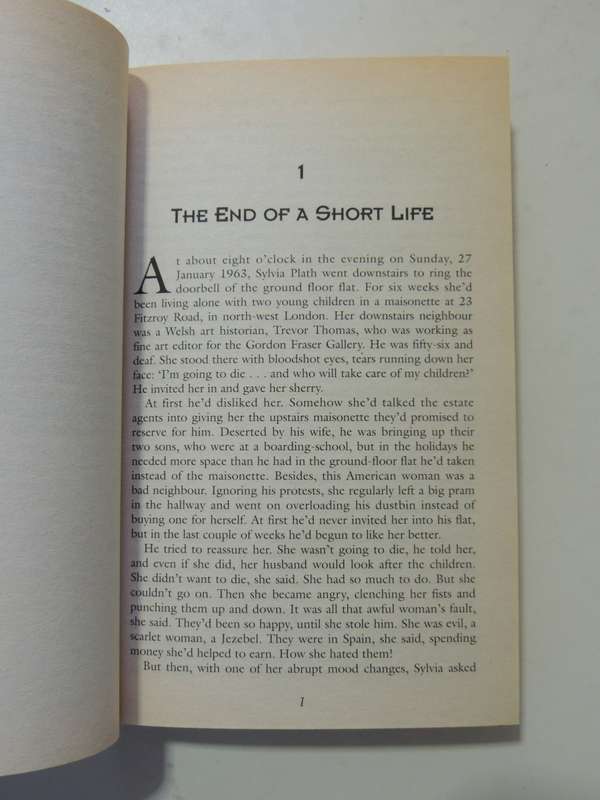 1
THE END OF A SHORT LIFE
At about eight o'clock in the evening on Sunday, 27
January 1963, Sylvia Plath went downstairs to ring the
doorbell of the ground floor flat. For six weeks she'd
been living alone with two young children in a maisonette at 23
Fitzroy Road, in north-west London. Her downstairs neighbour
was a Welsh art historian, Trevor Thomas, who was working as
fine art editor for the Gordon Fraser Gallery. He was fifty-six and
deaf. She stood there with bloodshot eyes, tears running down her
face: 'I'm going to die . . . and who will take care of my children?'
He invited her in and gave her sherry.
At first he'd disliked her. Somehow she'd talked the estate
agents into giving her the upstairs maisonette they'd promised to
reserve for him. Deserted by his wife, he was bringing up their
two sons, who were at a boarding-school, but in the holidays he
needed more space than he had in the ground-floor flat he'd taken
instead of the maisonette. Besides, this American woman was a
bad neighbour. Ignoring his protests, she regularly left a big pram
in the hallway and went on overloading his dustbin instead of
buying one for herself. At first he'd never invited her into his flat,
but in the last couple of weeks he'd begun to like her better.
He tried to reassure her. She wasn't going to die, he told her,
and even if she did, her husband would look after the children.
She didn't want to die, she said. She had so much to do. But she
couldn't go on. Then she became angry, clenching her fists and
punching them up and down. It was all that awful woman's fault,
she said. They'd been so happy, until she stole him. She was evil, a
scarlet woman, a Jezebel. They were in Spain, she said, spending
money she'd helped to earn. How she hated them!
But then, with one of her abrupt mood changes, Sylvia asked
1